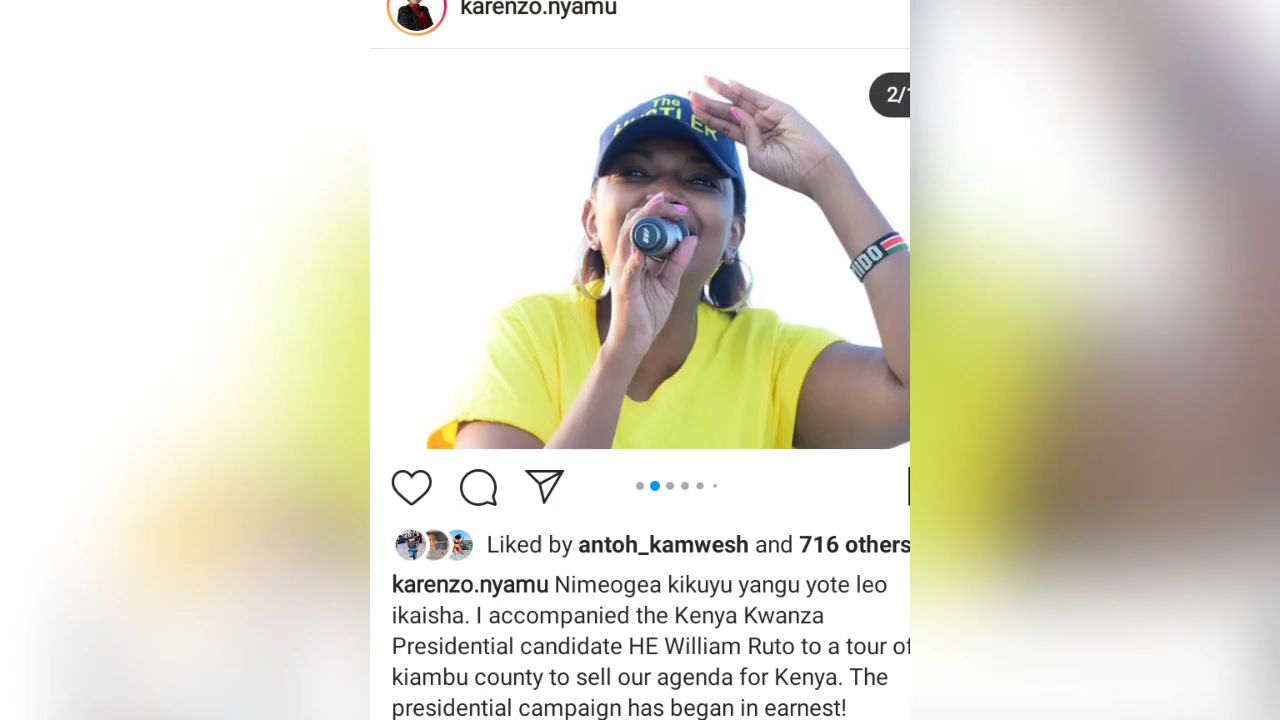 karenzo.nyamu
2/
The
HUSTLER
Liked by antoh_kamwesh and 716 others
karenzo.nyamu Nimeogea kikuyu yangu yote leo
ikaisha. I accompanied the Kenya Kwanza
Presidential candidate HE William Ruto to a tour of
kiambu county to sell our agenda for Kenya. The
presidential campaign has began in earnest!